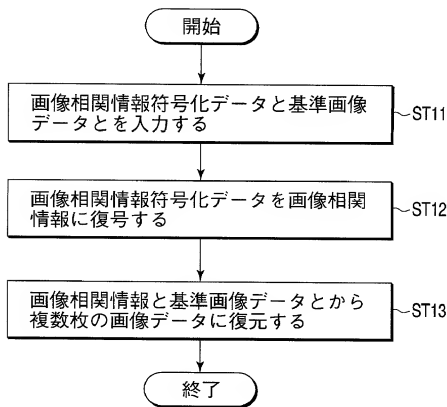 開始
画像相関情報符号化データと基準画像
データとを入力する
ST11
画像相関情報符号化データを画像相関
情報に復号する
ST12
画像相関情報と基準画像データとから
複数枚の画像データに復元する
ST13
終了